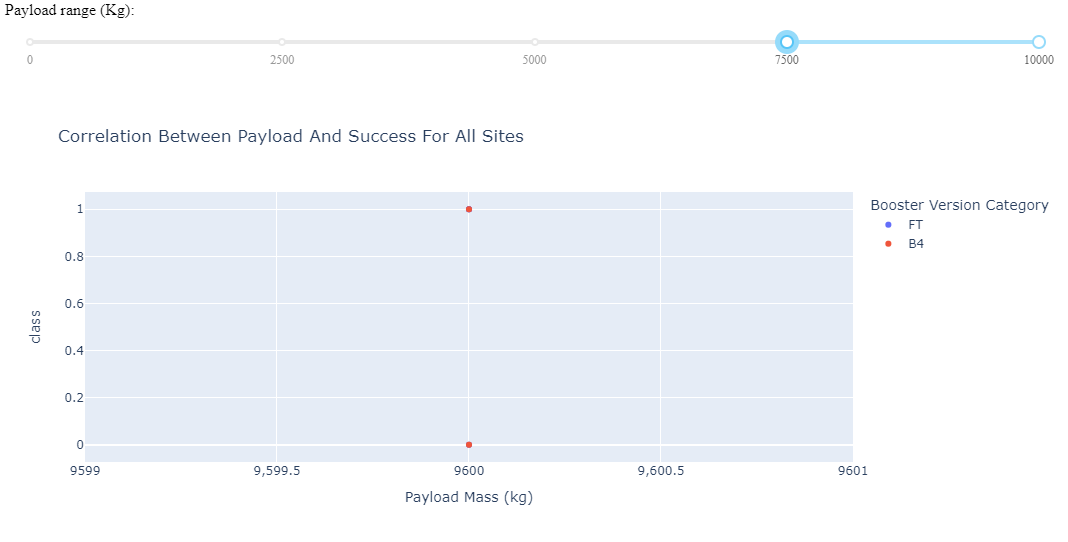 Payload range (Kg):
0 2500 5000 7500 10000
Correlation Between Payload And Success For All Sites
Booster Version Category
FT
B4
1
0.8
0.6
0.4
0.2
0
class
9599 9,599.5 9600 9,600.5 9601
Payload Mass (kg)